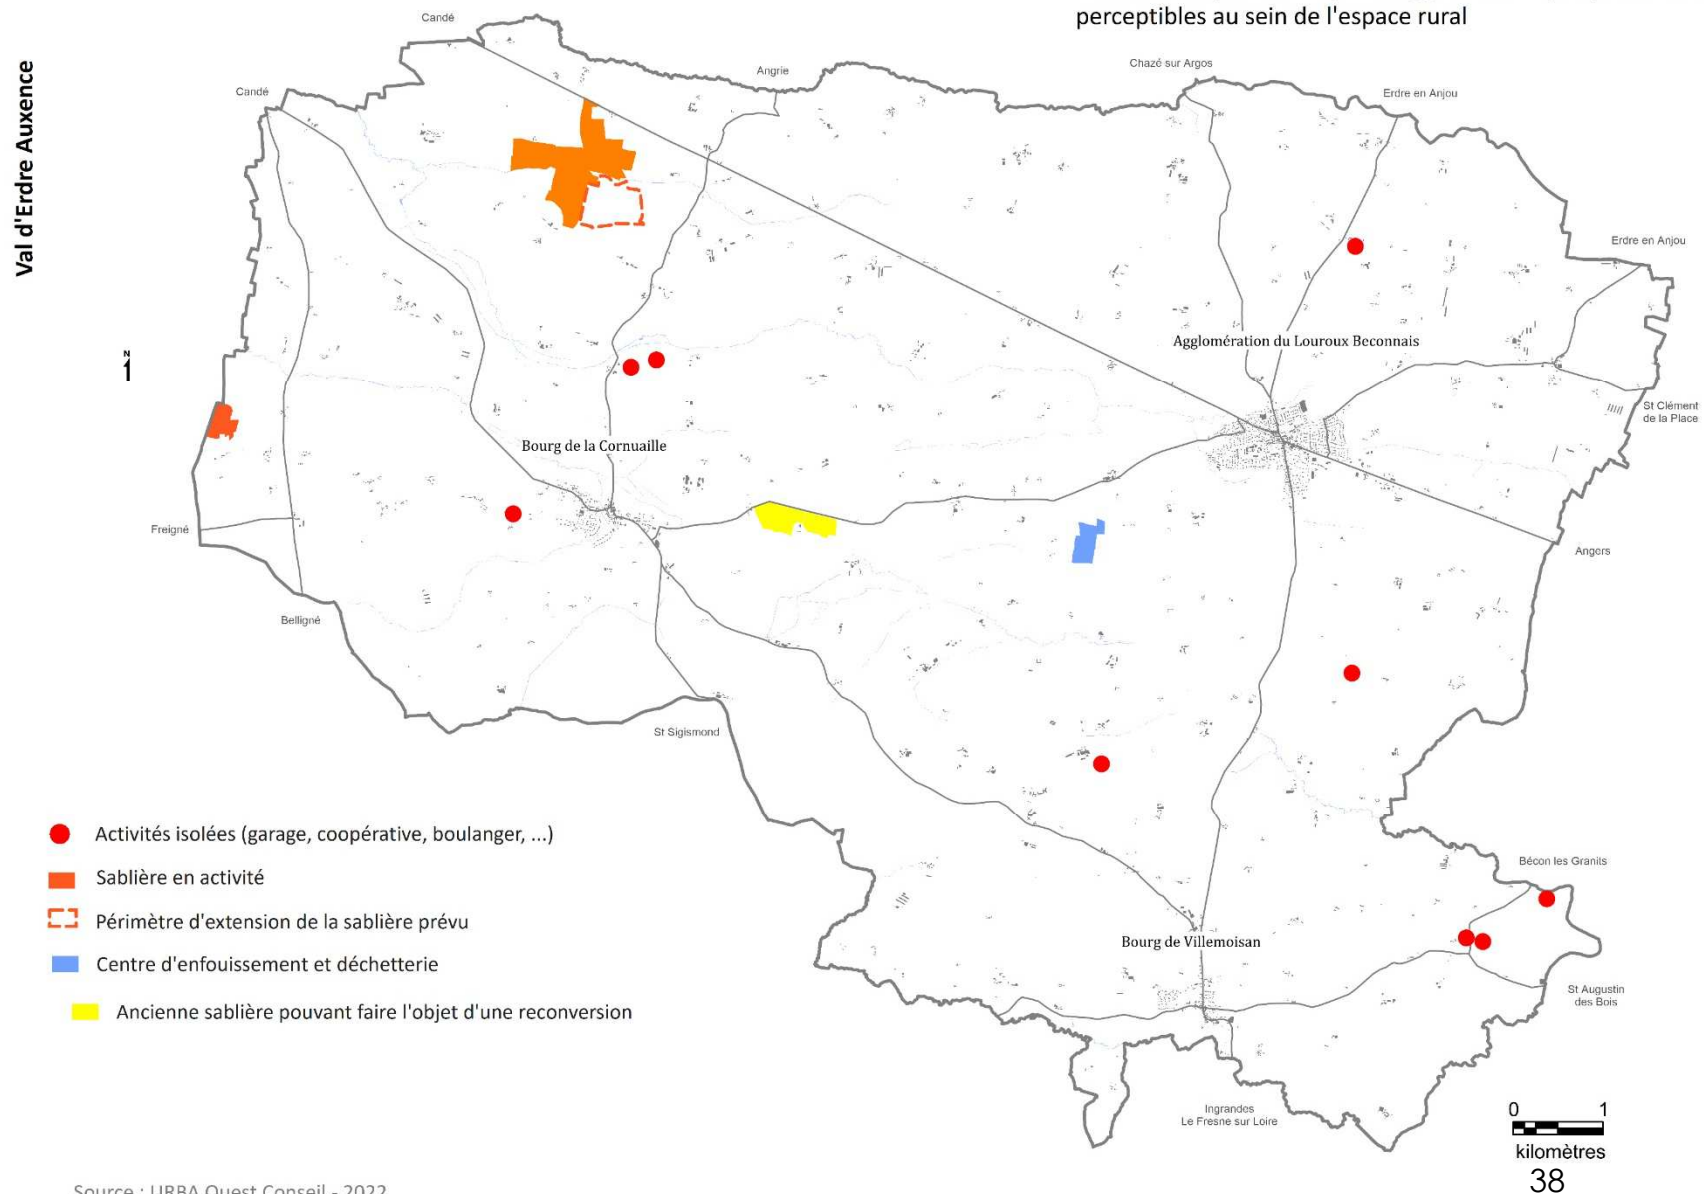 perceptibles au sein de l'espace rural
Val d'Erdre Auxence
Candé
Candé
Angrie
Chazé sur Argos
Erdre en Anjou
Erdre en Anjou
N
1
Agglomération du Louroux Beconnais
St Clément
de la Place
Bourg de la Cornuaille
Freigné
Angers
Belligné
St Sigismond
Activités isolées (garage, coopérative, boulanger, ...)
Sablière en activité
Périmètre d'extension de la sablière prévu
Centre d'enfouissement et déchetterie
Ancienne sablière pouvant faire l'objet d'une reconversion
Bécon les Granits
Bourg de Villemoisan
St Augustin
des Bois
Ingrandes
Le Fresne sur Loire
0 1
kilomètres
38
Source : URBA Ouest Conseil - 2022